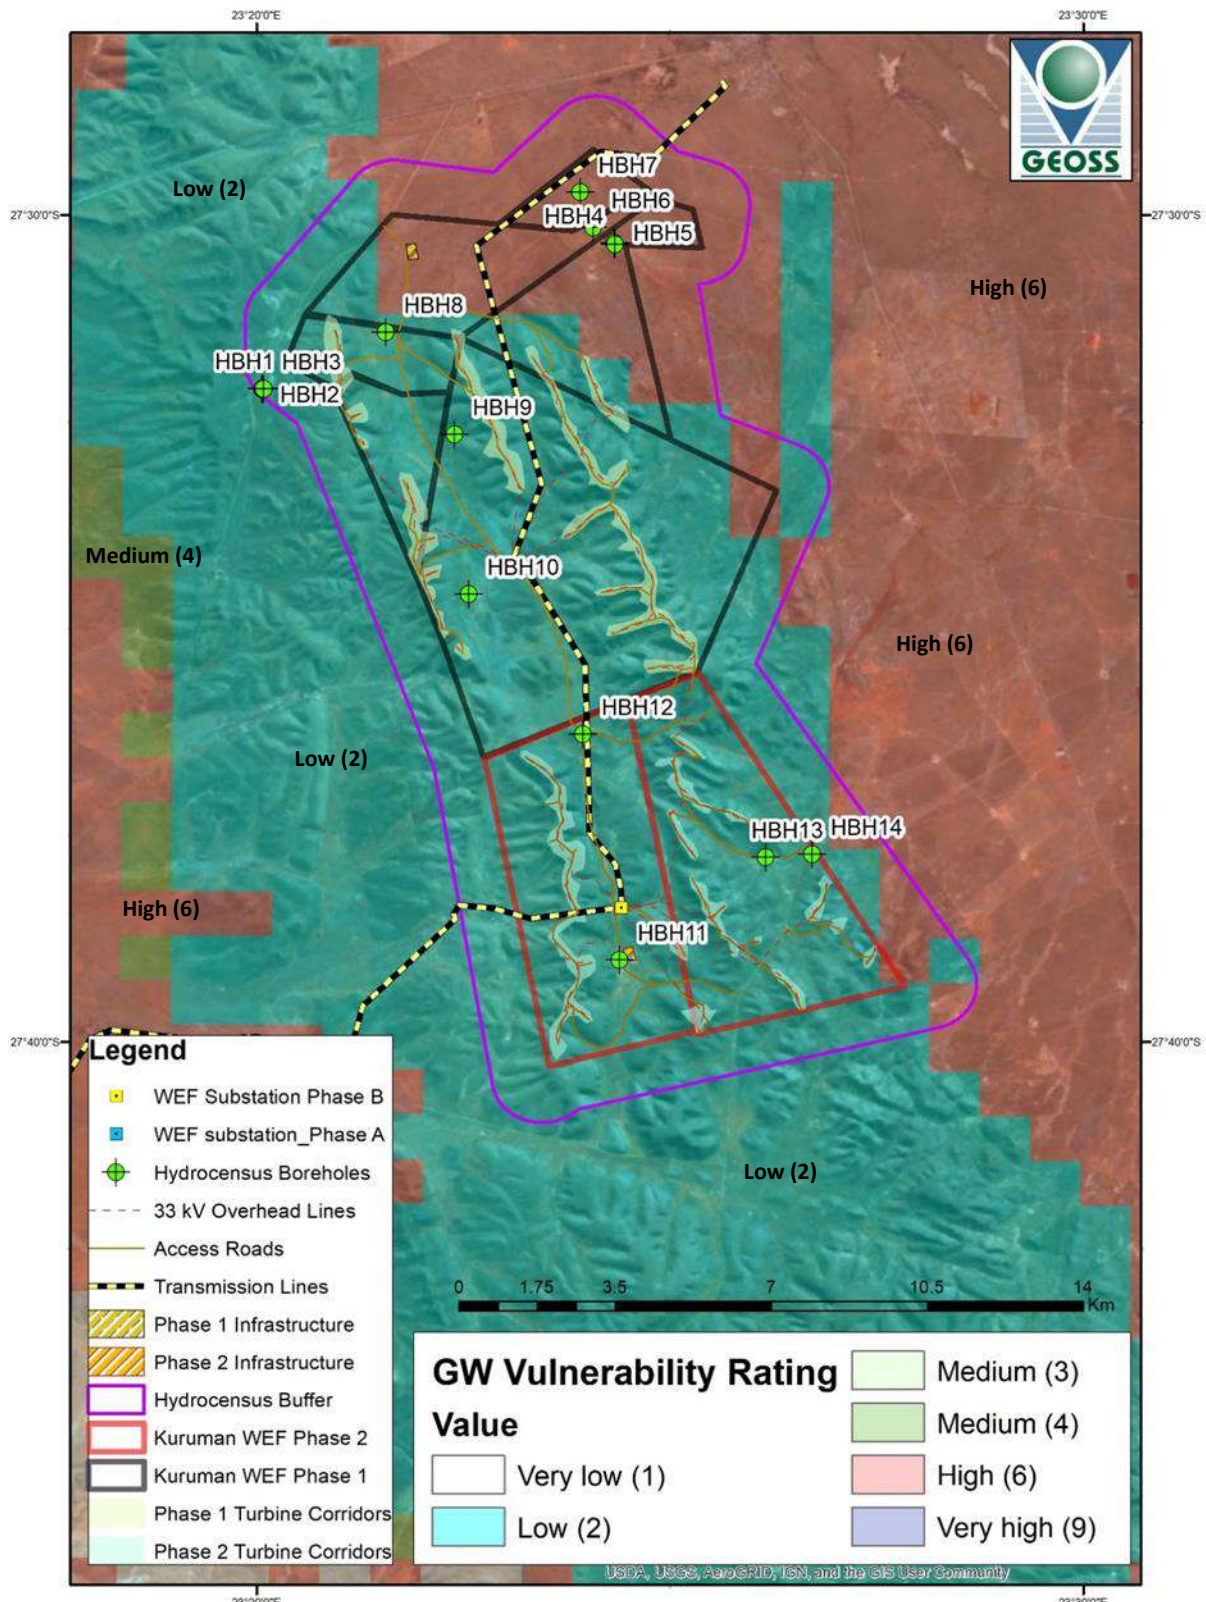 23°20'0"E
23°30'0"E
GEOSS
HBH7
Low (2)
HBH6
27°30'0"S
HBH4
27°30'0"S
HBH5
High (6)
HBH8
HBH1
HBH3
HBH2
HBH9
Medium (4)
HBH10
High (6)
HBH12
Low (2)
HBH13
HBH14
High (6)
HBH11
27°40'0"S
27°40'0"S
Low (2)
Legend
WEF Substation Phase B
WEF substation_Phase A
Hydrocensus Boreholes
33 kV Overhead Lines
Access Roads
Transmission Lines
Phase 1 Infrastructure
Phase 2 Infrastructure
Hydrocensus Buffer
Kuruman WEF Phase 2
Kuruman WEF Phase 1
Phase 1 Turbine Corridors
Phase 2 Turbine Corridors
0 1.75 3.5 7 10.5 14
Km
GW Vulnerability Rating
Value
Very low (1)
Low (2)
Medium (3)
Medium (4)
High (6)
Very high (9)
USDA, USGS, AeroGRID, IGN, and the GIS User Community
23°20'0"E
23°30'0"E